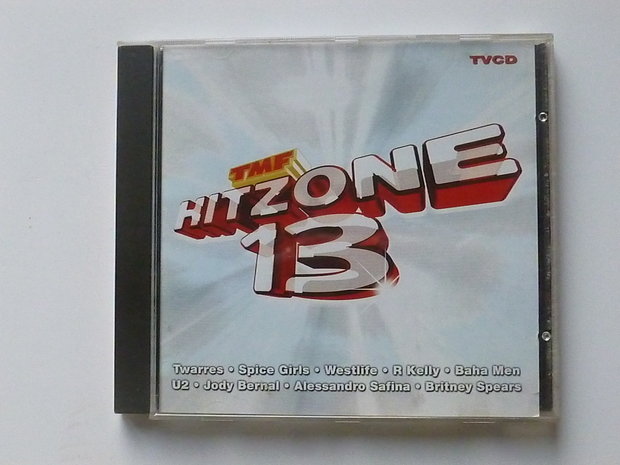 TVCD
TMF
HITZONE
13
Twarres • Spice Girls • Westlife • R Kelly • Baha Men
U2 • Jody Bernal • Alessandro Safina • Britney Spears